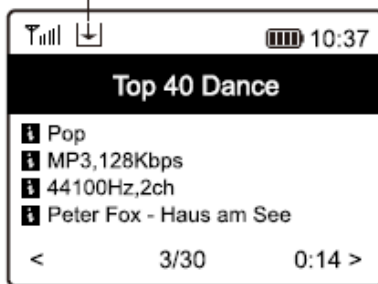 10:37
Top 40 Dance
i Pop
i MP3,128Kbps
i 44100Hz,2ch
i Peter Fox - Haus am See
< 3/30 0:14 >